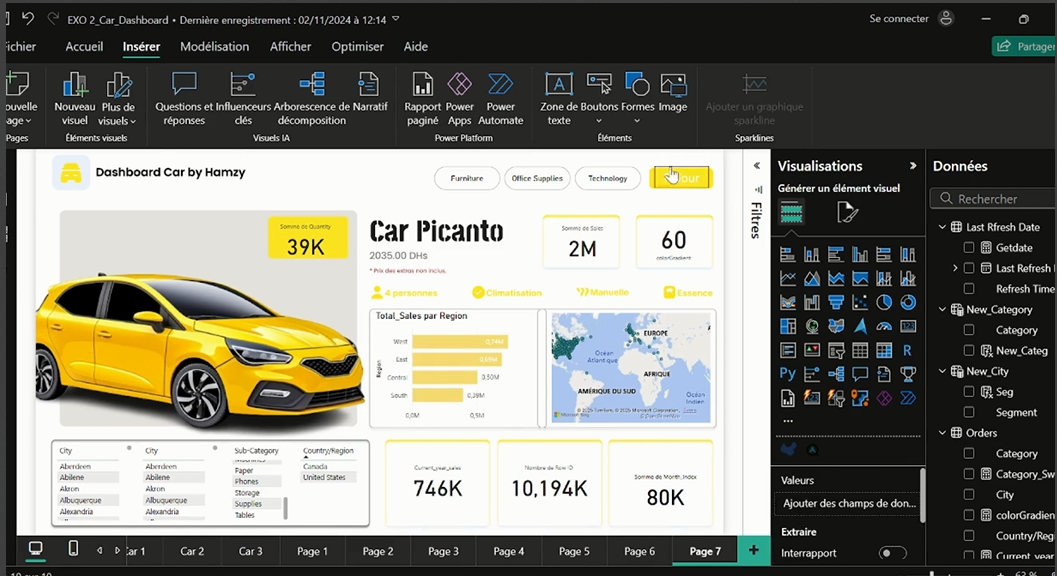 EXO 2_Car_Dashboard • Dernière enregistrement : 02/11/2024 à 12:14
Se connecter
ichier Accueil Insérer Modélisation Afficher Optimiser Aide
Partager
ouvelle
age
Nouveau
visuel
Plus de
visuels
Questions et
réponses
Influenceurs
clés
Arborescence de
décomposition
Narratif
Rapport
paginé
Power
Apps
Power
Automate
Zone de
texte
Boutons
Formes
Image
Ajouter un graphique
sparkline
Pages
Éléments visuels
Visuels IA
Power Platform
Éléments
Sparklines
Dashboard Car by Hamzy
Furniture
Office Supplies
Technology
Somme de Quantity
39K
Car Picanto
2035.00 DHs
* Prix des extras non inclus.
Somme de Sales
2M
60
colorGradient
4 personnes
Climatisation
Manuelle
Essence
Total_Sales par Region
Region
West 0,74M
East
Central 0,50M
South 0,39M
0,0M 0,5M
EUROPE
Océan
Atlantique
AFRIQUE
AMÉRIQUE DU SUD
Océan
Indien
City
Aberdeen
Abilene
Akron
Albuquerque
Alexandria
City
Aberdeen
Abilene
Akron
Albuquerque
Alexandria
Sub-Category
Machines
Paper
Phones
Storage
Supplies
Tables
Country/Region
Canada
United States
Current_year_sales
746K
Nombre de Row ID
10,194K
Somme de Month_Index
80K
Filtres
Visualisations
Générer un élément visuel
R
Py
...
Valeurs
Ajouter des champs de don...
Extraire
Interrapport
Données
Rechercher
Last Rfresh Date
Getdate
Last Refresh
Refresh Time
New_Category
Category
New_Categ
New_City
Seg
Segment
Orders
Category
Category_Sw
City
colorGradien
Country/Reg
Current_year
ar 1 Car 2 Car 3 Page 1 Page 2 Page 3 Page 4 Page 5 Page 6 Page 7 +